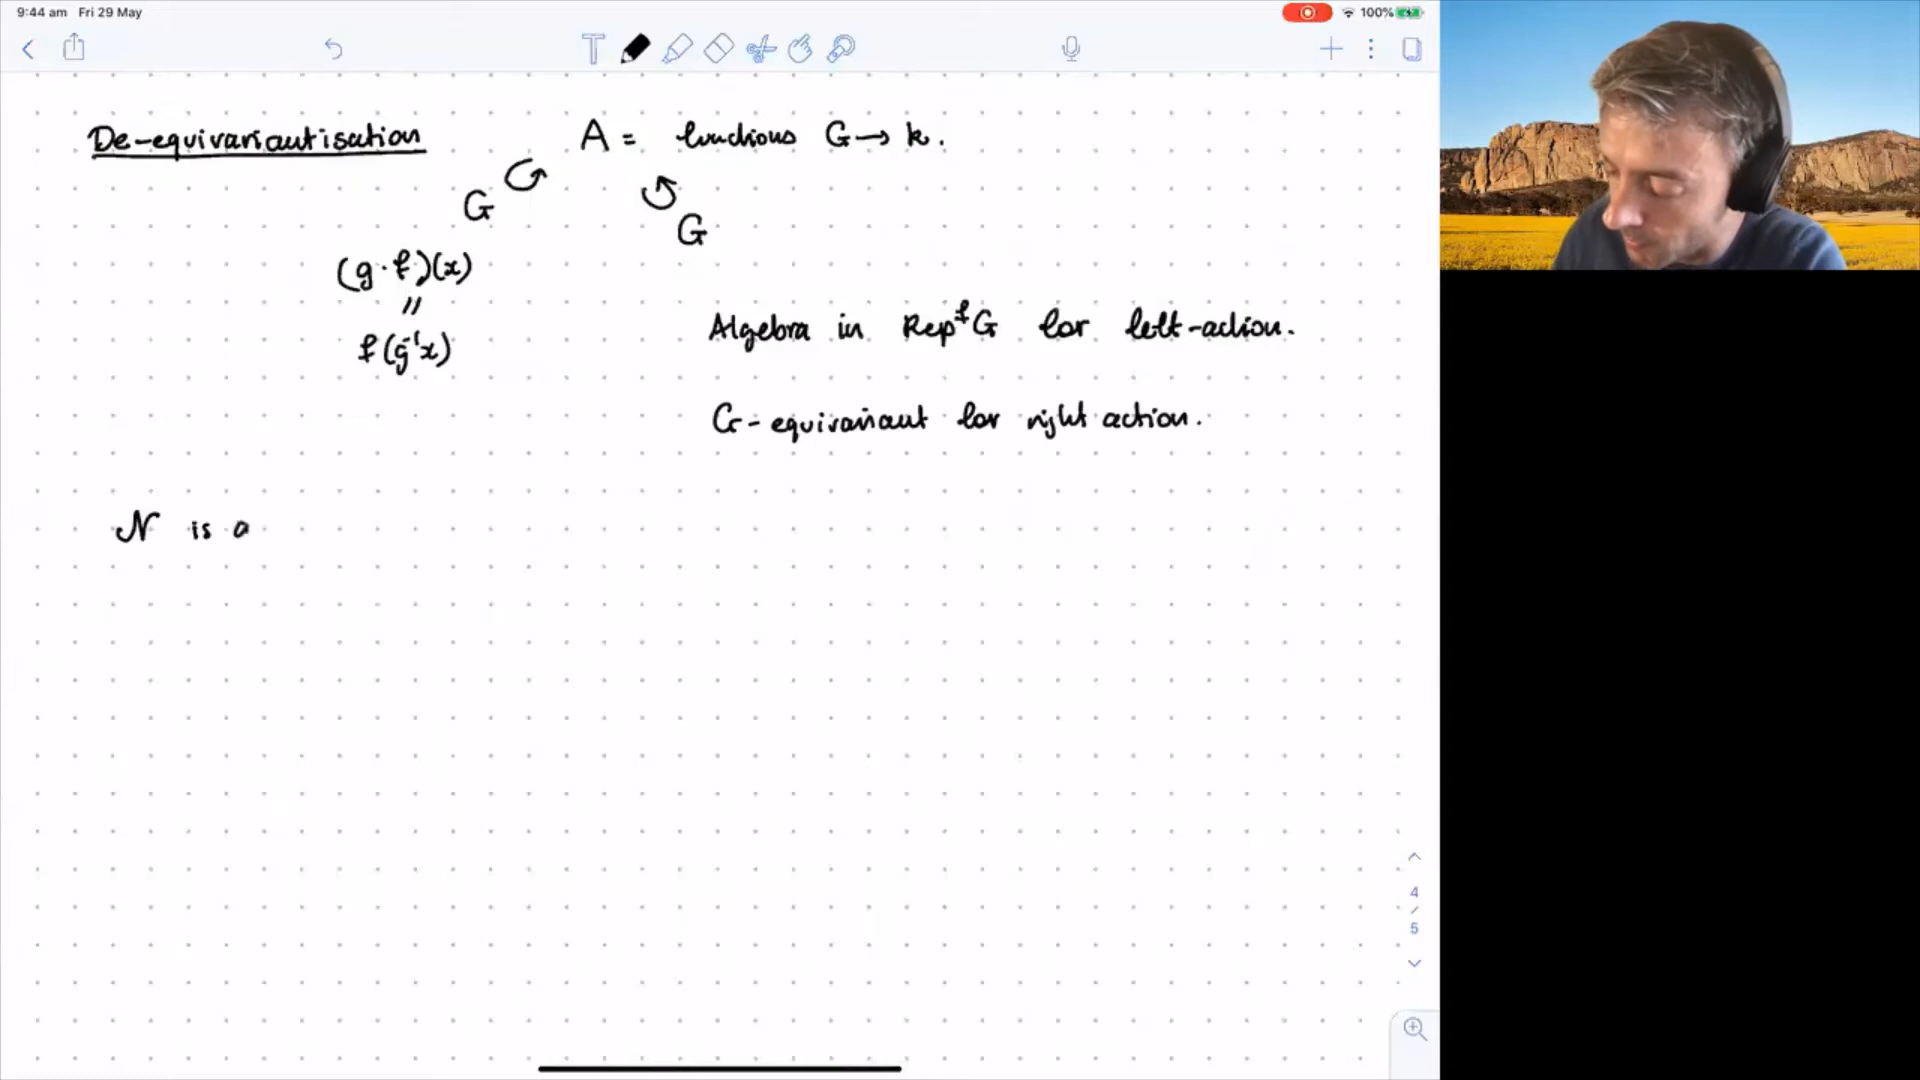 9:44 am Fri 29 May
100%
De-equivariantisation
A = functions G → k.
G
G
(g·f)(x)
=
f(g⁻¹x)
Algebra in Rep^f G for left-action.
G-equivariant for right action.
N is a
4
/
5